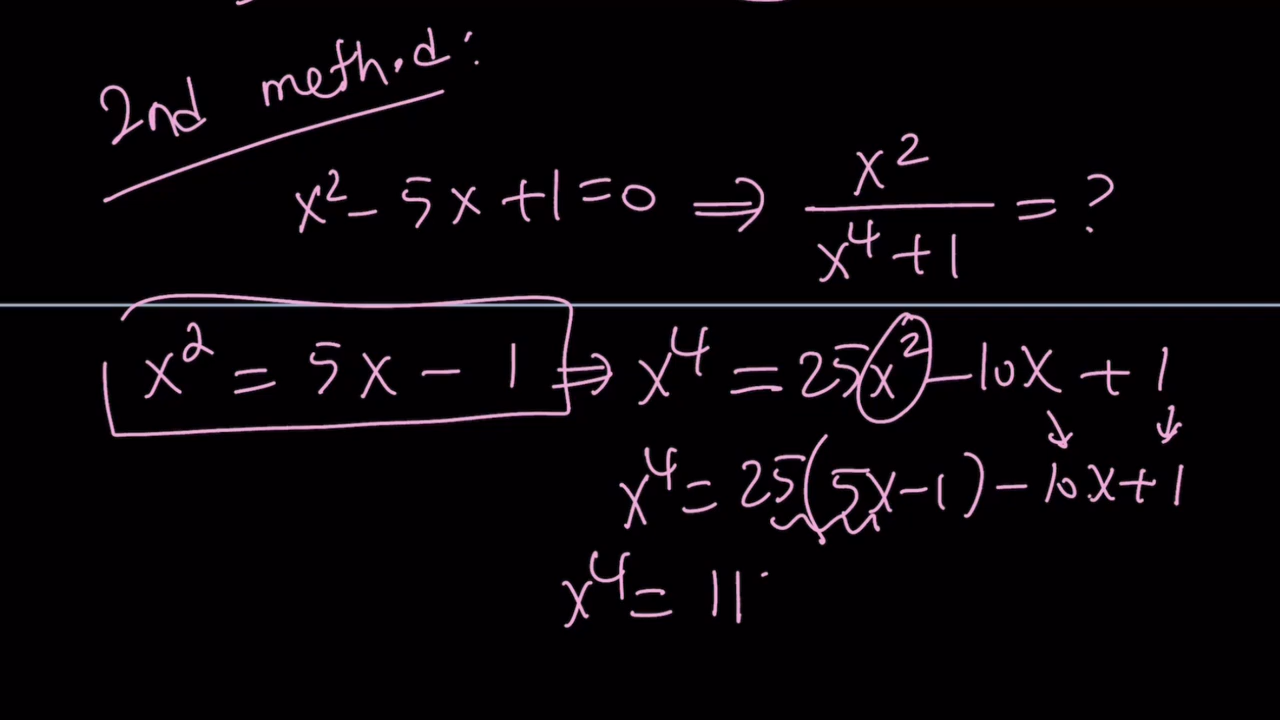 2nd method:
x² - 5x + 1 = 0 ⇒ x²/(x⁴ + 1) = ?
x² = 5x - 1 ⇒ x⁴ = 25x² - 10x + 1
x⁴ = 25(5x - 1) - 10x + 1
x⁴ = 11